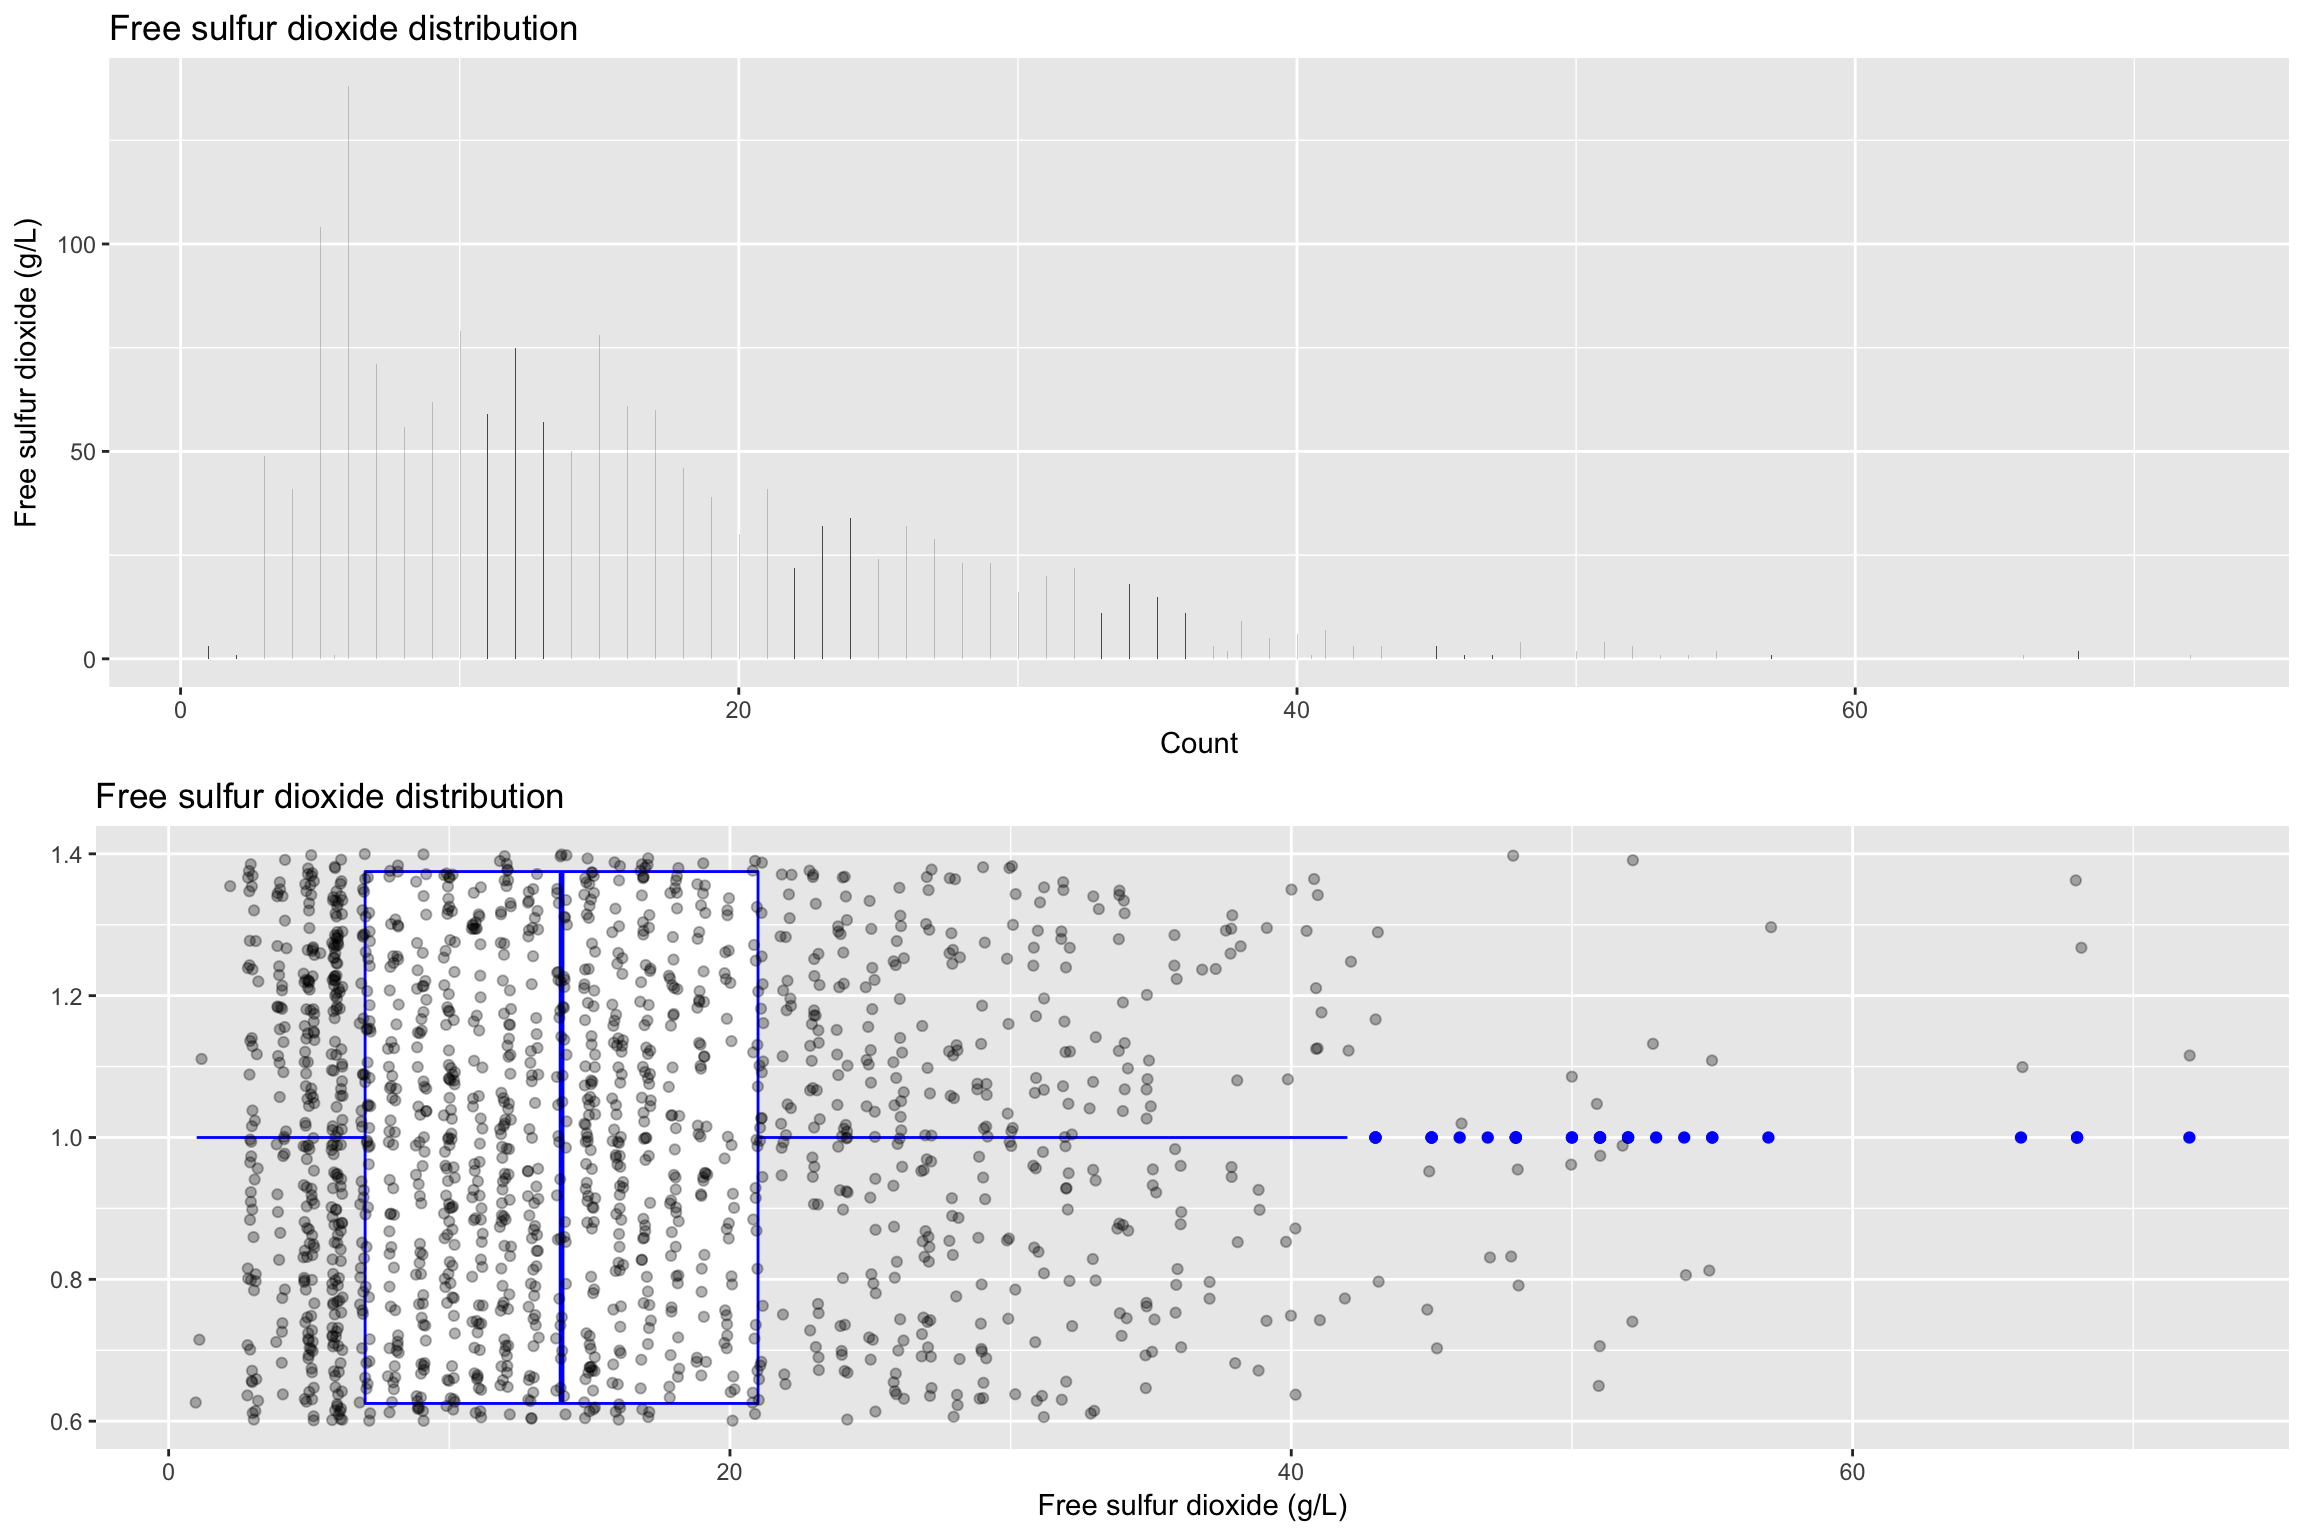 Free sulfur dioxide distribution
Free sulfur dioxide (g/L)
100
50
0
0 20 40 60
Count
Free sulfur dioxide distribution
1.4
1.2
1.0
0.8
0.6
0 20 40 60
Free sulfur dioxide (g/L)